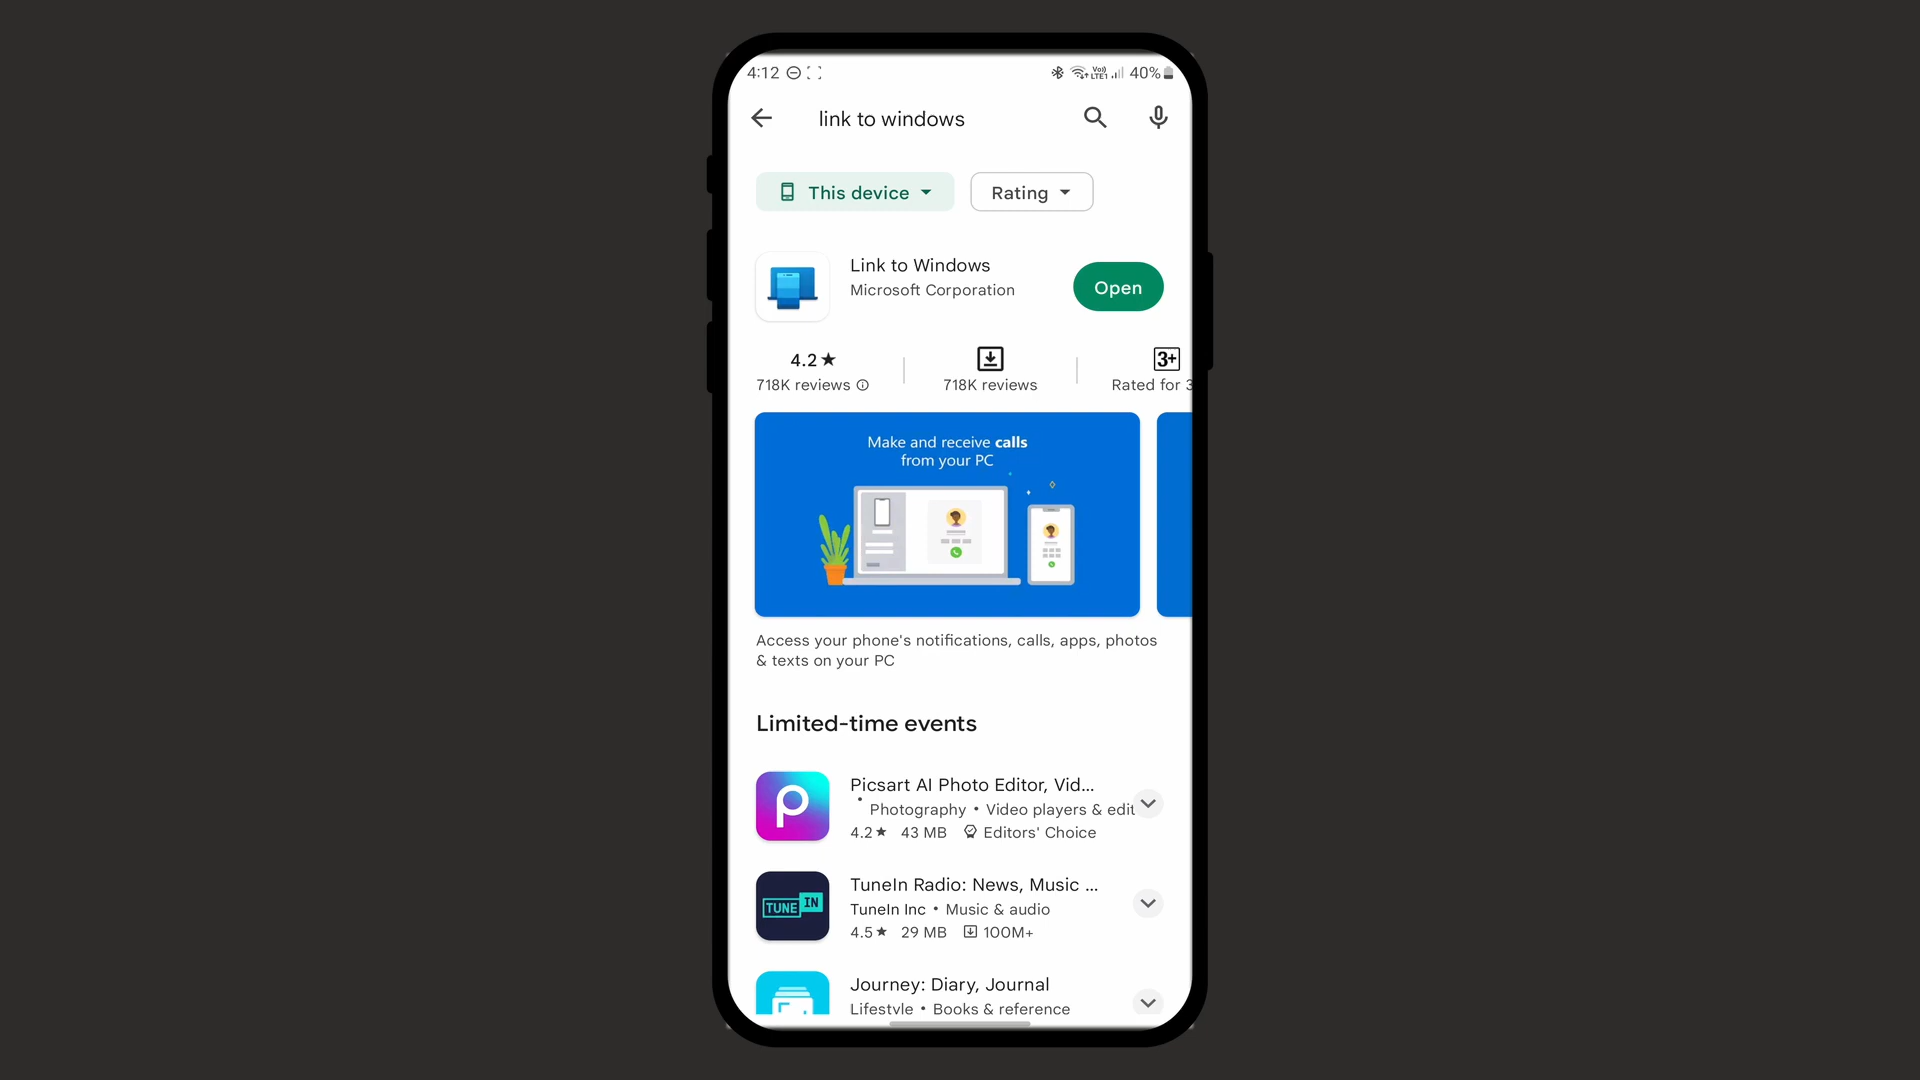 4:12
Vo)) LTE1 40%
link to windows
This device
Rating
Link to Windows
Microsoft Corporation
Open
4.2★
718K reviews
718K reviews
3+
Rated for 3
Make and receive calls
from your PC
Access your phone's notifications, calls, apps, photos
& texts on your PC
Limited-time events
Picsart AI Photo Editor, Vid...
• Photography • Video players & edit
4.2★ 43 MB Editors' Choice
TUNE IN
TuneIn Radio: News, Music ...
TuneIn Inc • Music & audio
4.5★ 29 MB 100M+
Journey: Diary, Journal
Lifestyle • Books & reference